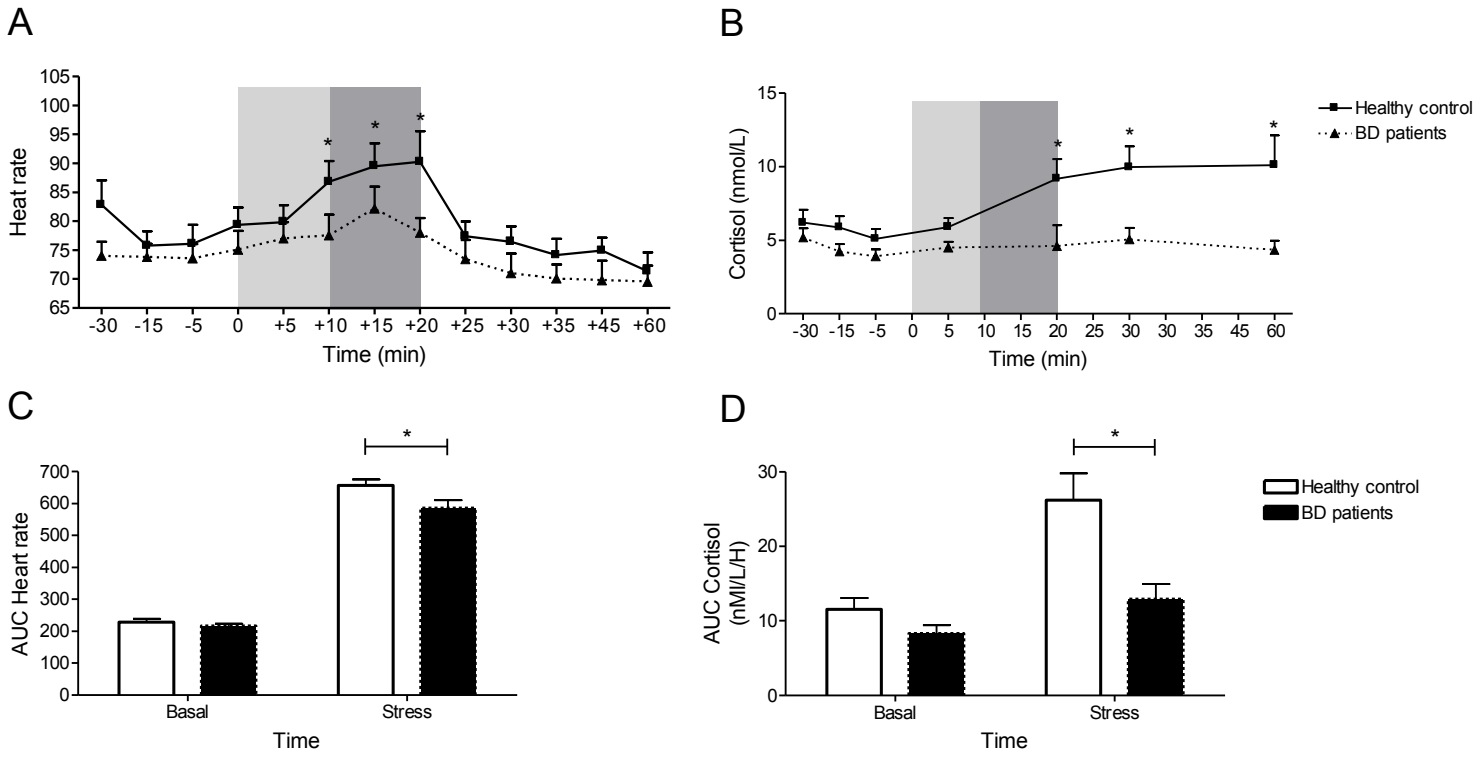 A
B
105
100
95
90
85
80
75
70
65
Heat rate
* * *
-30 -15 -5 0 +5 +10 +15 +20 +25 +30 +35 +45 +60
Time (min)
15
10
5
0
Cortisol (nmol/L)
* * *
-30 -15 -5 0 5 10 15 20 25 30 30 35 45 60
Time (min)
Healthy control
BD patients
C
D
700
600
500
400
300
200
100
0
AUC Heart rate
*
Basal Stress
Time
30
20
10
0
AUC Cortisol
(nMl/L/H)
*
Basal Stress
Time
Healthy control
BD patients